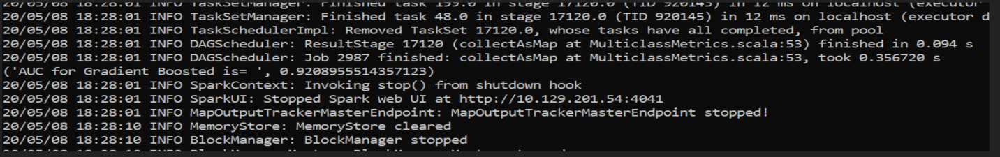 20/05/08 18:28:01 INFO TaskSetManager: Finished task 199.0 in stage 17120.0 (TID 920143) in 12 ms on localhost (executor
20/05/08 18:28:01 INFO TaskSetManager: Finished task 48.0 in stage 17120.0 (TID 920145) in 12 ms on localhost (executor d
20/05/08 18:28:01 INFO TaskSchedulerImpl: Removed TaskSet 17120.0, whose tasks have all completed, from pool
20/05/08 18:28:01 INFO DAGScheduler: ResultStage 17120 (collectAsMap at MulticlassMetrics.scala:53) finished in 0.094 s
20/05/08 18:28:01 INFO DAGScheduler: Job 2987 finished: collectAsMap at MulticlassMetrics.scala:53, took 0.356720 s
('AUC for Gradient Boosted is= ', 0.9208955514357123)
20/05/08 18:28:01 INFO SparkContext: Invoking stop() from shutdown hook
20/05/08 18:28:01 INFO SparkUI: Stopped Spark web UI at http://10.129.201.54:4041
20/05/08 18:28:01 INFO MapOutputTrackerMasterEndpoint: MapOutputTrackerMasterEndpoint stopped!
20/05/08 18:28:10 INFO MemoryStore: MemoryStore cleared
20/05/08 18:28:10 INFO BlockManager: BlockManager stopped